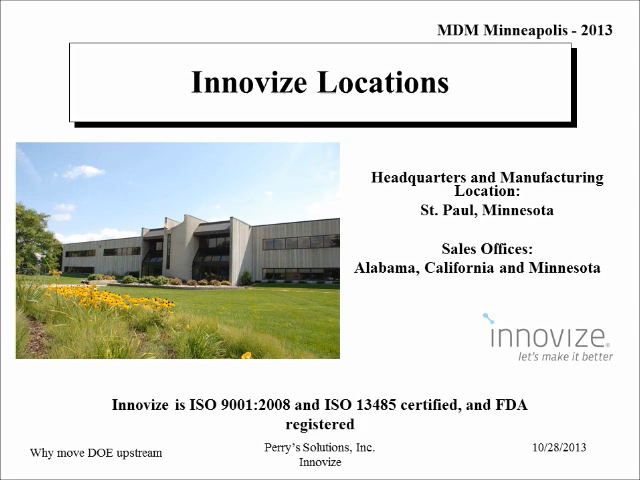 MDM Minneapolis - 2013
Innovize Locations
Headquarters and Manufacturing
Location:
St. Paul, Minnesota
Sales Offices:
Alabama, California and Minnesota
innovize®
let's make it better
Innovize is ISO 9001:2008 and ISO 13485 certified, and FDA
registered
Why move DOE upstream
Perry's Solutions, Inc.
Innovize
10/28/2013